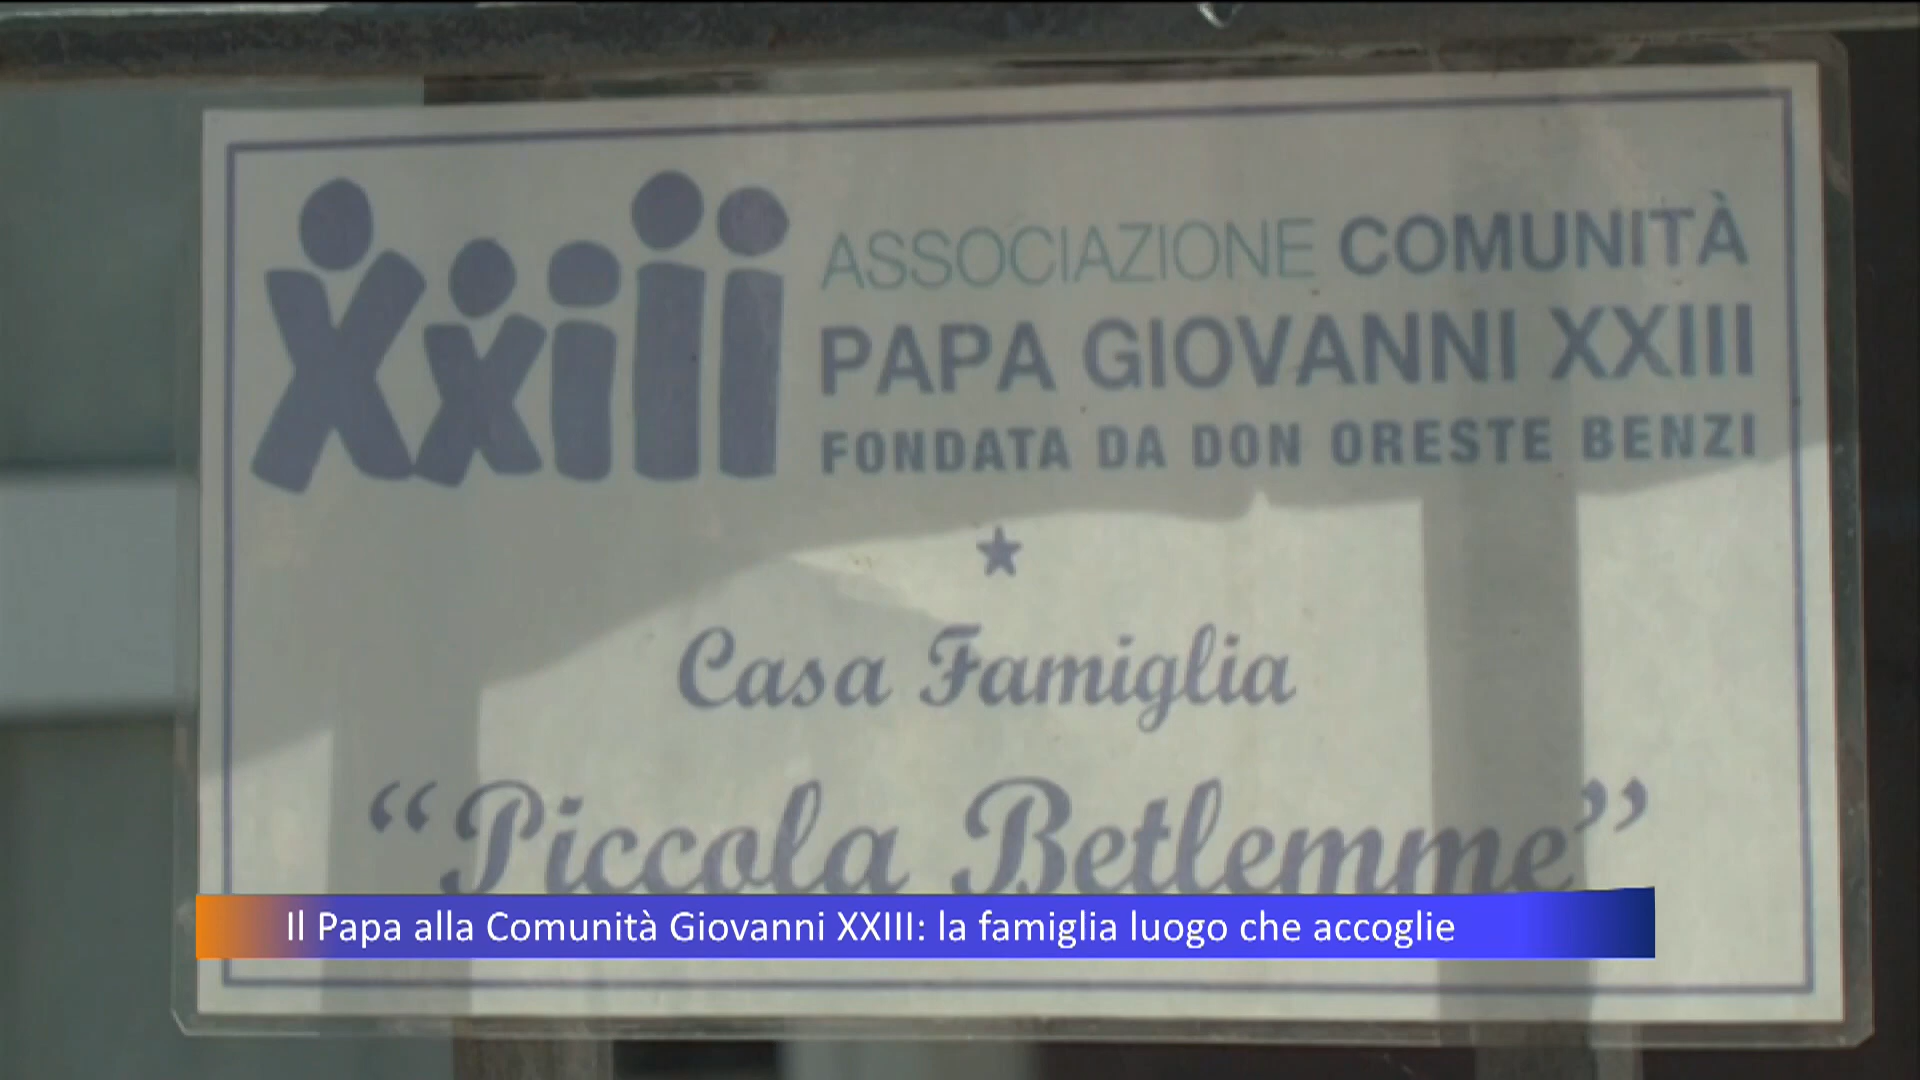 xxiii ASSOCIAZIONE COMUNITÀ
PAPA GIOVANNI XXIII
FONDATA DA DON ORESTE BENZI
Casa Famiglia
“Piccola Betlemme”
Il Papa alla Comunità Giovanni XXIII: la famiglia luogo che accoglie